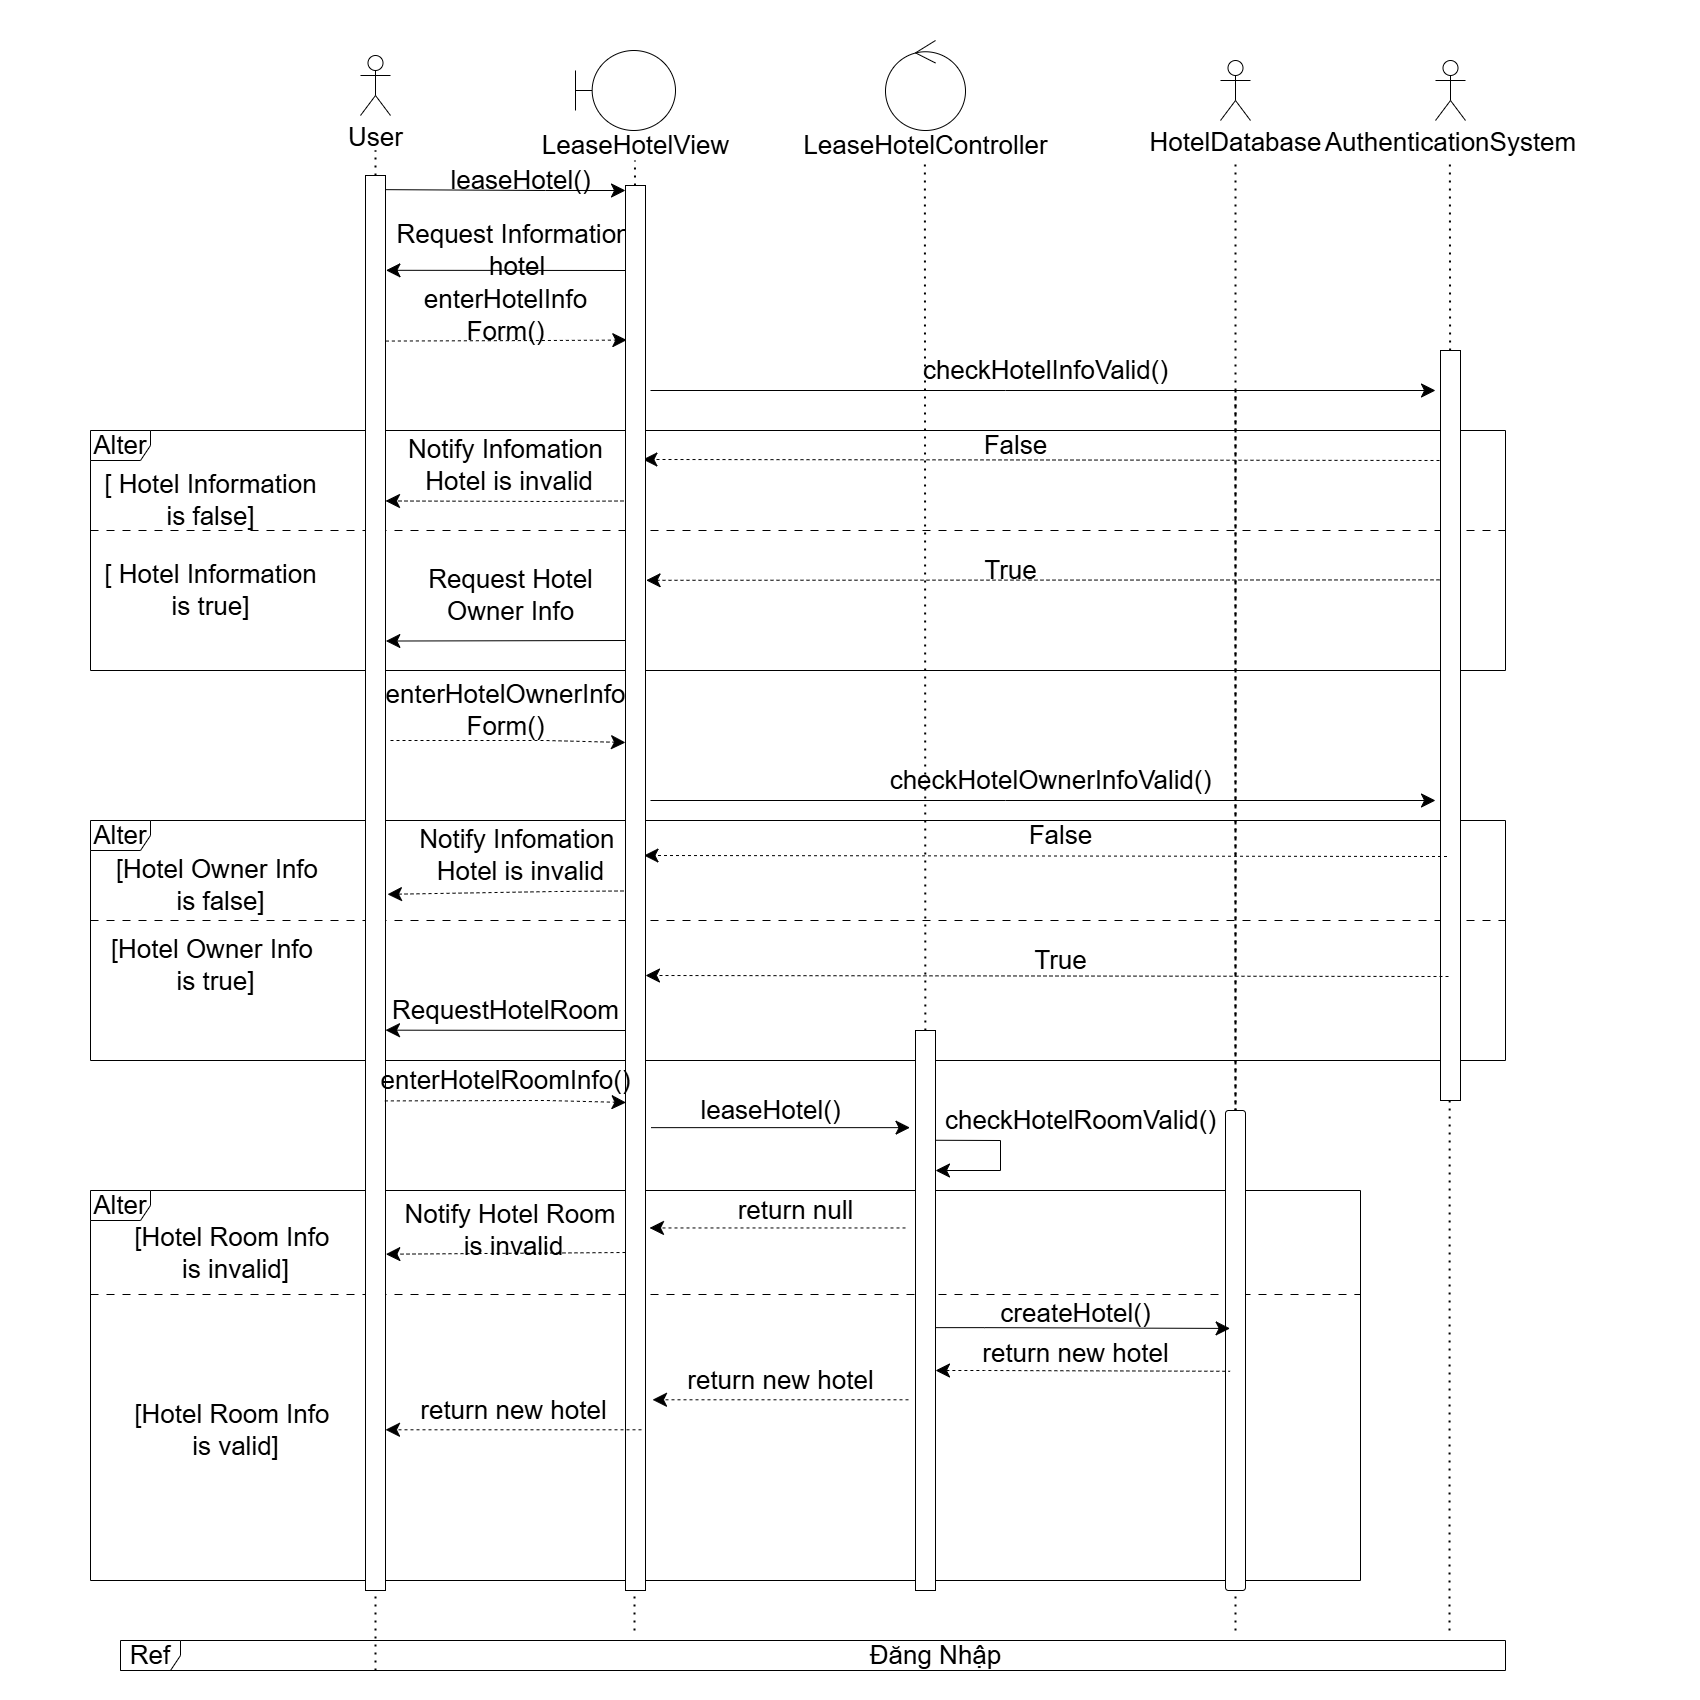 User
LeaseHotelView
LeaseHotelController
HotelDatabase
AuthenticationSystem
leaseHotel()
Request Information
hotel
enterHotelInfo
Form()
checkHotelInfoValid()
Alter
[ Hotel Information
is false]
Notify Infomation
Hotel is invalid
False
[ Hotel Information
is true]
Request Hotel
Owner Info
True
enterHotelOwnerInfo
Form()
checkHotelOwnerInfoValid()
Alter
[Hotel Owner Info
is false]
Notify Infomation
Hotel is invalid
False
[Hotel Owner Info
is true]
True
RequestHotelRoom
enterHotelRoomInfo()
leaseHotel()
checkHotelRoomValid()
Alter
[Hotel Room Info
is invalid]
Notify Hotel Room
is invalid
return null
createHotel()
return new hotel
return new hotel
return new hotel
[Hotel Room Info
is valid]
Ref
Đăng Nhập